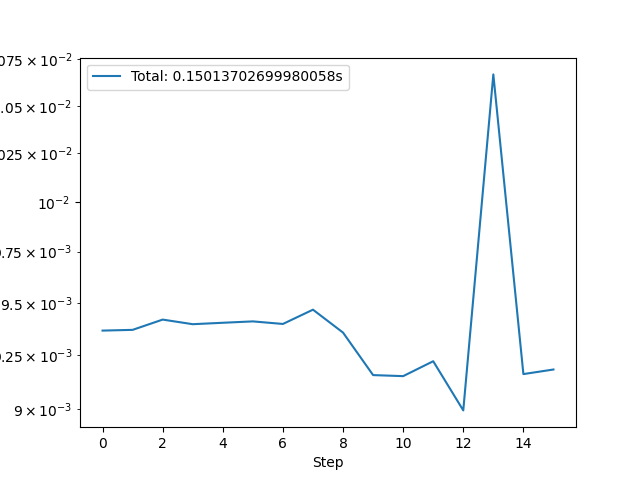 Total: 0.15013702699980058s
075 × 10⁻²
.05 × 10⁻²
025 × 10⁻²
10⁻²
.75 × 10⁻³
9.5 × 10⁻³
.25 × 10⁻³
9 × 10⁻³
0 2 4 6 8 10 12 14
Step